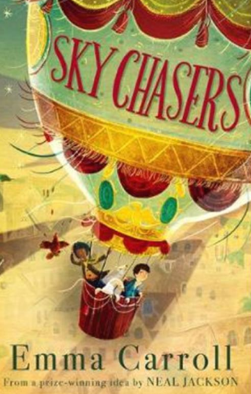 SKY CHASERS
Emma Carroll
From a prize-winning idea by NEAL JACKSON